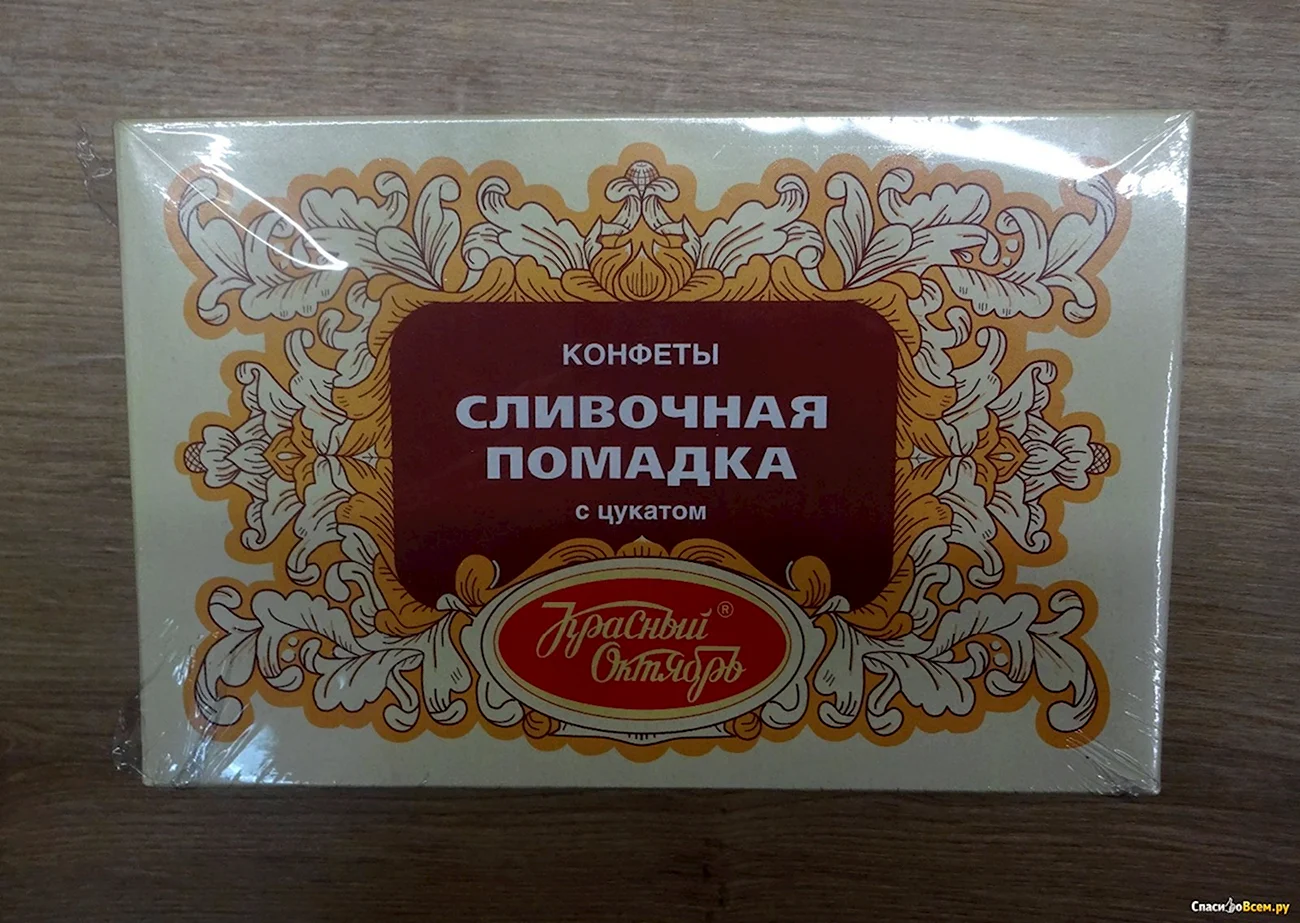 КОНФЕТЫ
СЛИВОЧНАЯ
ПОМАДКА
с цукатом
Красный ®
Октябрь
СпасибоВсем.ру